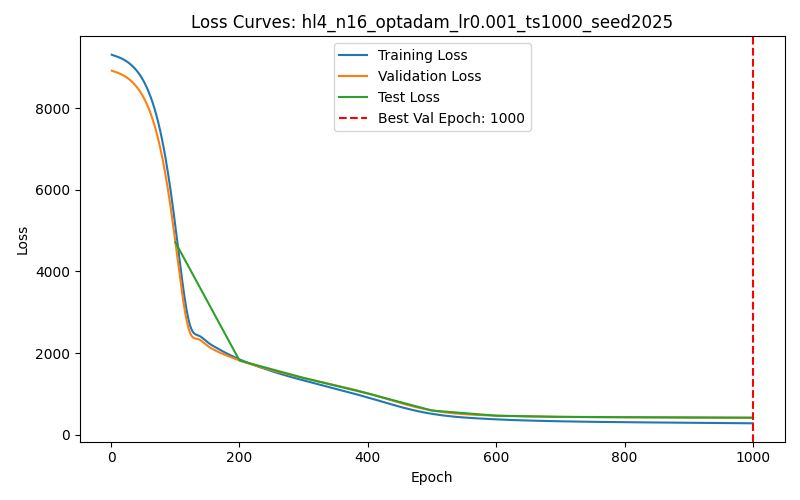 Loss Curves: hl4_n16_optadam_lr0.001_ts1000_seed2025
Training Loss
Validation Loss
Test Loss
Best Val Epoch: 1000
Loss
8000
6000
4000
2000
0
0 200 400 600 800 1000
Epoch